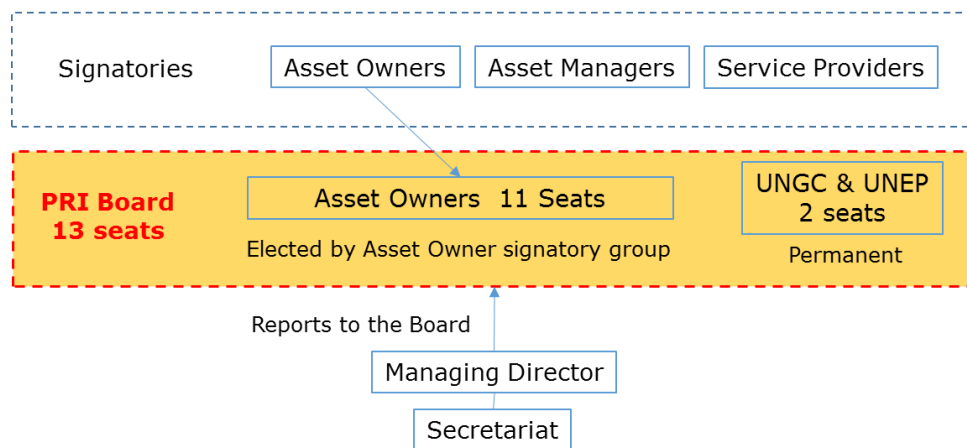 Signatories
Asset Owners
Asset Managers
Service Providers
PRI Board
13 seats
Asset Owners 11 Seats
Elected by Asset Owner signatory group
UNGC & UNEP
2 seats
Permanent
Reports to the Board
Managing Director
Secretariat